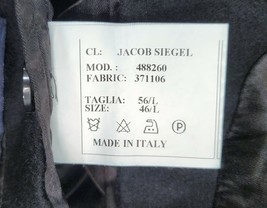 CL: JACOB SIEGEL
MOD. : 488260
FABRIC: 371106
TAGLIA: 56/L
SIZE: 46/L
P
MADE IN ITALY